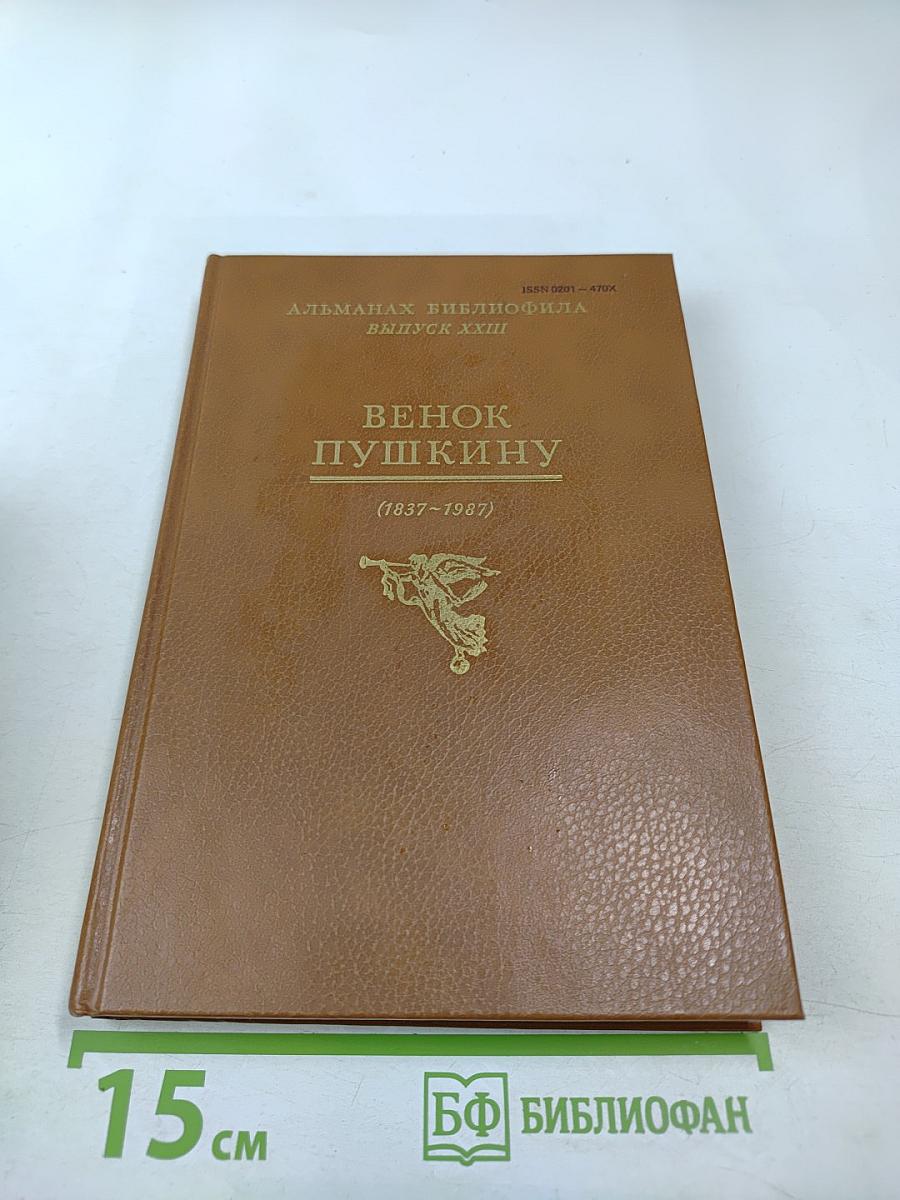 ISSN 0201 — 470X
АЛЬМАНАХ БИБЛИОФИЛА
ВЫПУСК XXIII
ВЕНОК
ПУШКИНУ
(1837~1987)
15 см
БФ БИБЛИОФАН